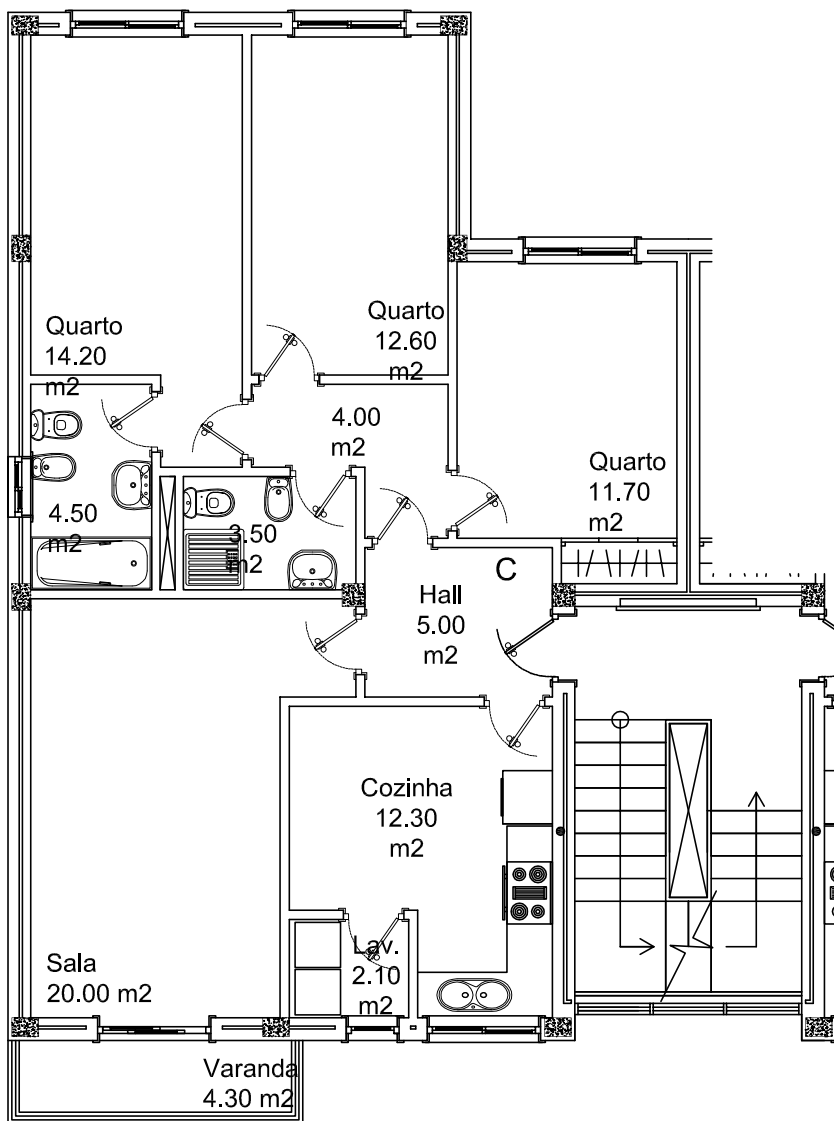 Quarto
14.20
m2
Quarto
12.60
m2
4.00
m2
Quarto
11.70
m2
4.50
m2
3.50
m2
C
Hall
5.00
m2
Cozinha
12.30
m2
Lav.
2.10
m2
Sala
20.00 m2
Varanda
4.30 m2